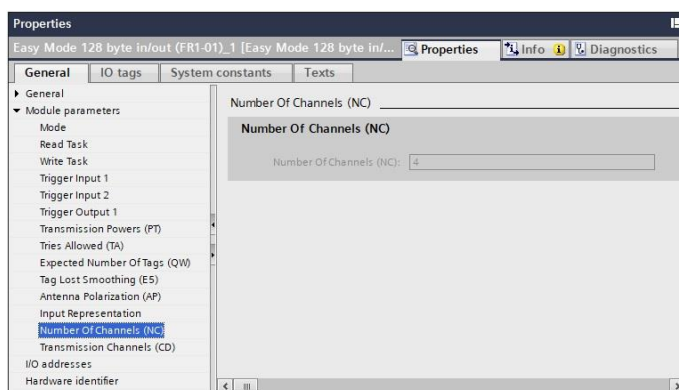 Properties
Easy Mode 128 byte in/out (FR1-01)_1 [Easy Mode 128 byte in/...
Properties
Info
Diagnostics
General
IO tags
System constants
Texts
General
Module parameters
Mode
Read Task
Write Task
Trigger Input 1
Trigger Input 2
Trigger Output 1
Transmission Powers (PT)
Tries Allowed (TA)
Expected Number Of Tags (QW)
Tag Lost Smoothing (E5)
Antenna Polarization (AP)
Input Representation
Number Of Channels (NC)
Transmission Channels (CD)
I/O addresses
Hardware identifier
Number Of Channels (NC)
Number Of Channels (NC)
Number Of Channels (NC): 4